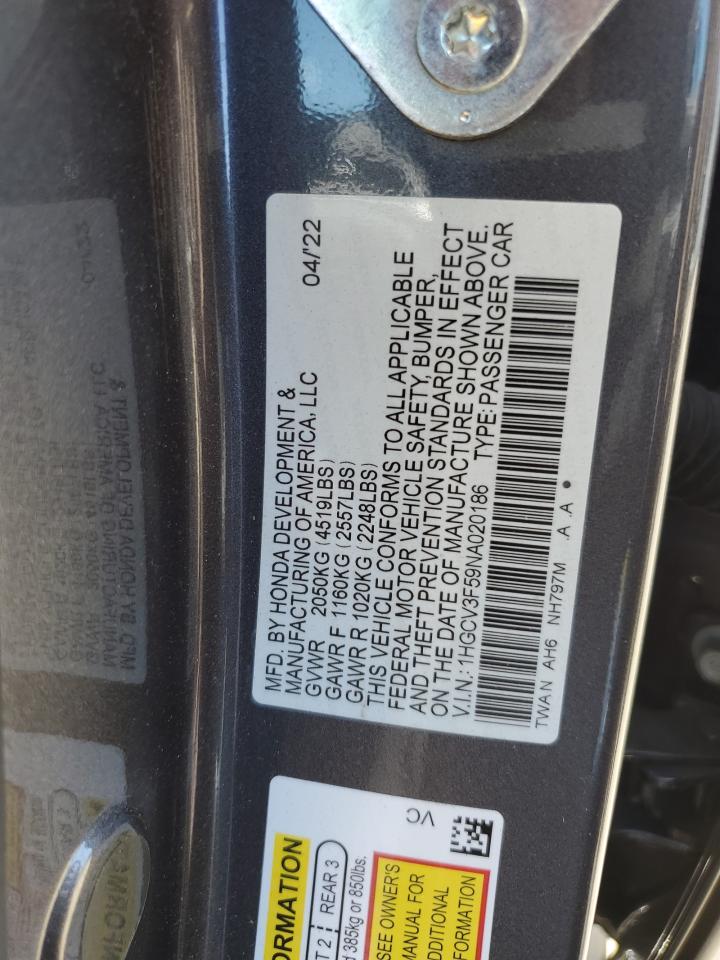 MFD. BY HONDA DEVELOPMENT &
MANUFACTURING OF AMERICA, LLC 04/'22
GVWR 2050KG (4519LBS)
GAWR F 1160KG (2557LBS)
GAWR R 1020KG (2248LBS)
THIS VEHICLE CONFORMS TO ALL APPLICABLE
FEDERAL MOTOR VEHICLE SAFETY, BUMPER,
AND THEFT PREVENTION STANDARDS IN EFFECT
ON THE DATE OF MANUFACTURE SHOWN ABOVE.
V.I.N.: 1HGCV3F59NA020186 TYPE: PASSENGER CAR
TWA N AH6 NH797M .A .A
ORMATION
T 2 REAR 3
385kg or 850lbs.
SEE OWNER'S
MANUAL FOR
ADDITIONAL
FORMATION
VC